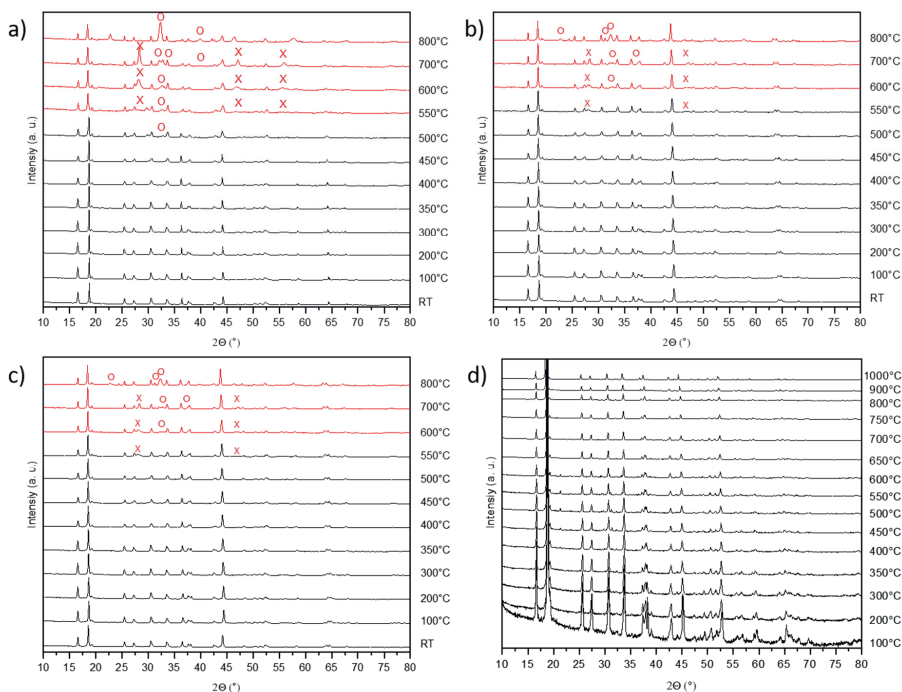 a)
O
O 800°C
X O O O X X 700°C
X O X X 600°C
X O X X 550°C
O 500°C
450°C
400°C
350°C
300°C
200°C
100°C
RT
Intensiy (a. u.)
10 15 20 25 30 35 40 45 50 55 60 65 70 75 80
2Θ (°)
b)
O O O 800°C
X O O X 700°C
X O X 600°C
X X 550°C
500°C
450°C
400°C
350°C
300°C
200°C
100°C
RT
Intensiy (a. u.)
10 15 20 25 30 35 40 45 50 55 60 65 70 75 80
2Θ (°)
c)
O O O 800°C
X O O X 700°C
X O X 600°C
X X 550°C
500°C
450°C
400°C
350°C
300°C
200°C
100°C
RT
Intensiy (a. u.)
10 15 20 25 30 35 40 45 50 55 60 65 70 75 80
2Θ (°)
d)
1000°C
900°C
800°C
750°C
700°C
650°C
600°C
550°C
500°C
450°C
400°C
350°C
300°C
200°C
100°C
Intensiy (a. u.)
10 15 20 25 30 35 40 45 50 55 60 65 70 75 80
2Θ (°)